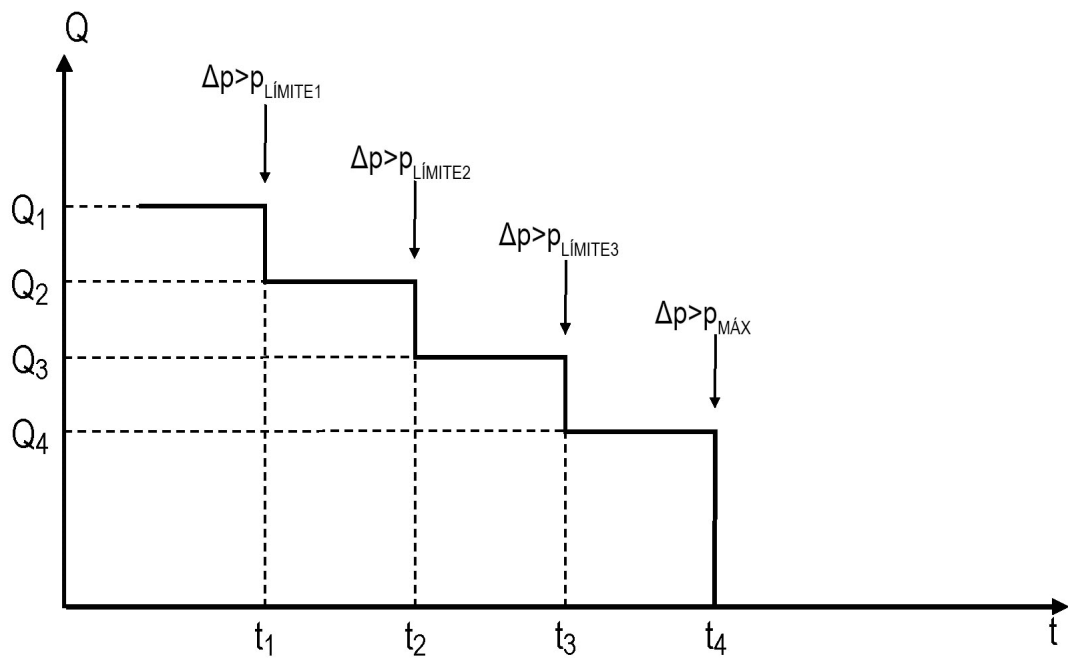 Q
Δp>pLÍMITE1
Δp>pLÍMITE2
Q1
Δp>pLÍMITE3
Q2
Δp>pMÁX
Q3
Q4
t1
t2
t3
t4
t